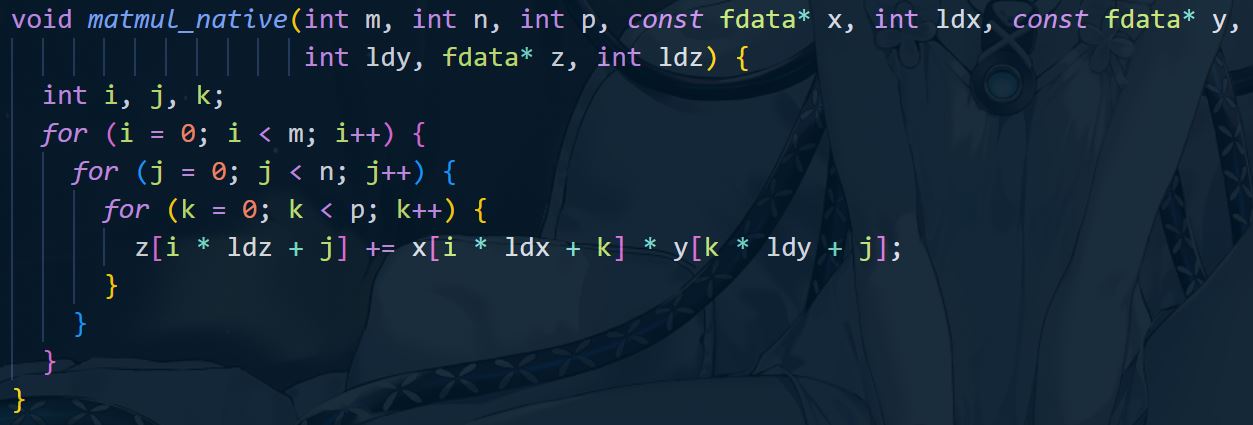 void matmul_native(int m, int n, int p, const fdata* x, int ldx, const fdata* y,
int ldy, fdata* z, int ldz) {
int i, j, k;
for (i = 0; i < m; i++) {
for (j = 0; j < n; j++) {
for (k = 0; k < p; k++) {
z[i * ldz + j] += x[i * ldx + k] * y[k * ldy + j];
}
}
}
}